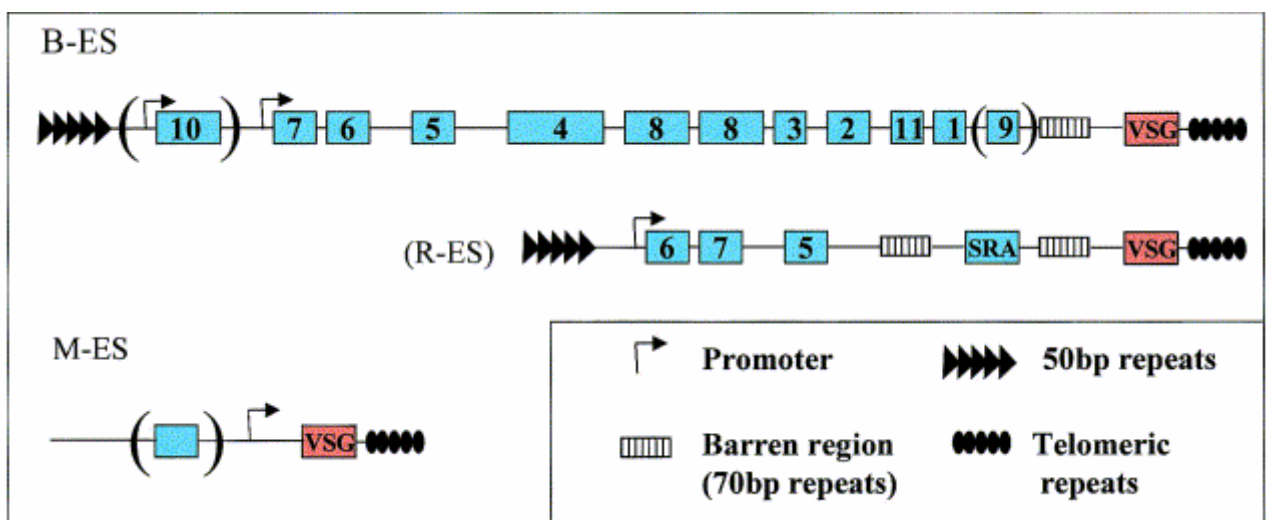 B-ES
( 10 ) 7 6 5 4 8 8 3 2 11 1 ( 9 ) VSG
(R-ES) 6 7 5 SRA VSG
M-ES
( ) VSG
Promoter
50bp repeats
Barren region
(70bp repeats)
Telomeric
repeats